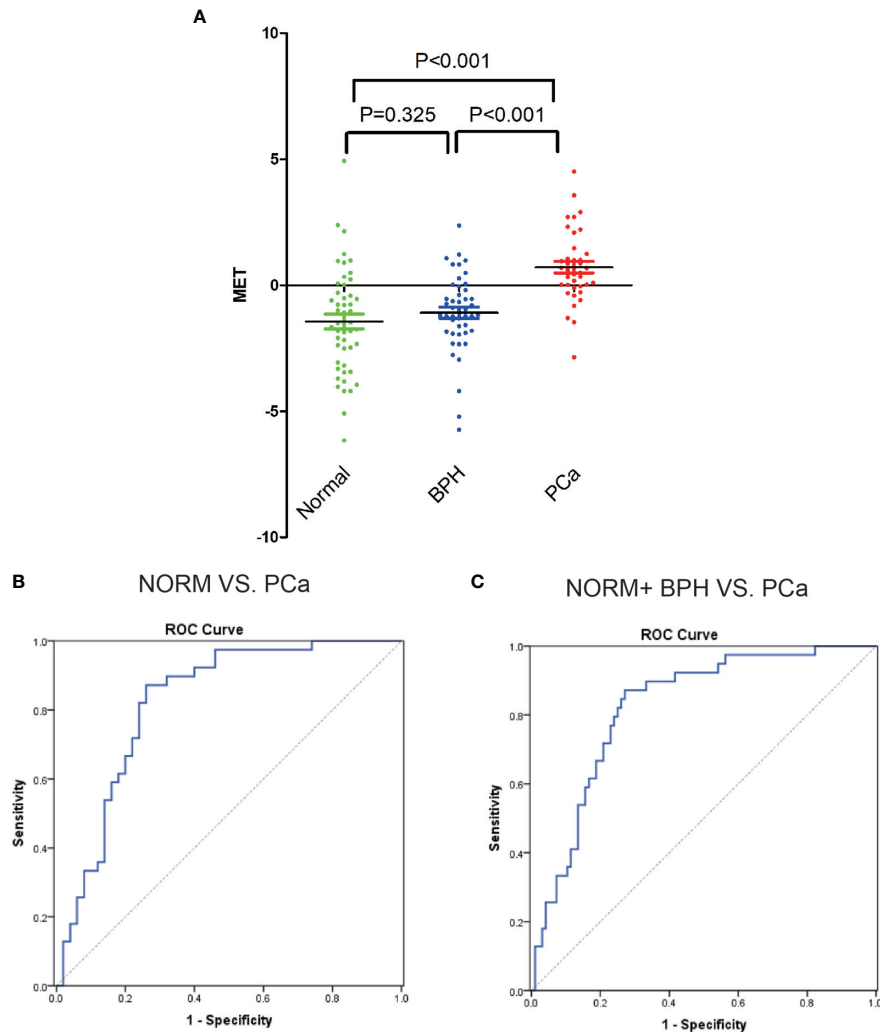 A
10
P<0.001
P=0.325 P<0.001
5
0
-5
-10
MET
Normal BPH PCa
B
NORM VS. PCa
ROC Curve
1.0
0.8
0.6
0.4
0.2
0.0
Sensitivity
0.0 0.2 0.4 0.6 0.8 1.0
1 - Specificity
C
NORM+ BPH VS. PCa
ROC Curve
1.0
0.8
0.6
0.4
0.2
0.0
Sensitivity
0.0 0.2 0.4 0.6 0.8 1.0
1 - Specificity